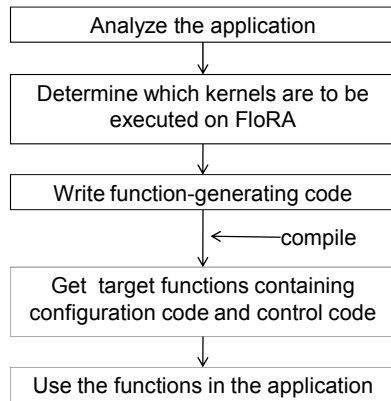 Analyze the application
Determine which kernels are to be
executed on FloRA
Write function-generating code
compile
Get target functions containing
configuration code and control code
Use the functions in the application